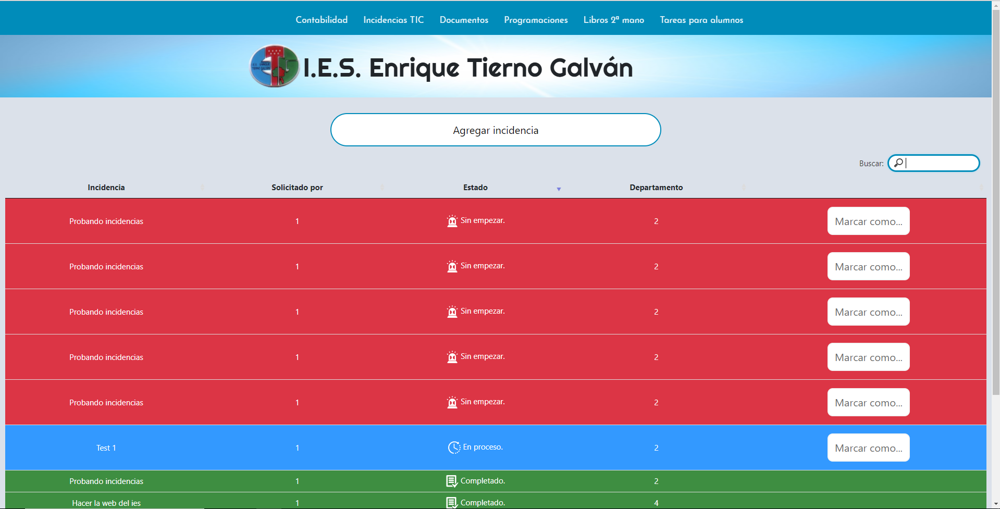 Contabilidad Incidencias TIC Documentos Programaciones Libros 2ª mano Tareas para alumnos
I.E.S. ENRIQUE
TIERNO GALVÁN
I.E.S. Enrique Tierno Galván
Agregar incidencia
Buscar:
Incidencia Solicitado por Estado Departamento
Probando incidencias 1 Sin empezar. 2 Marcar como...
Probando incidencias 1 Sin empezar. 2 Marcar como...
Probando incidencias 1 Sin empezar. 2 Marcar como...
Probando incidencias 1 Sin empezar. 2 Marcar como...
Probando incidencias 1 Sin empezar. 2 Marcar como...
Test 1 1 En proceso. 2 Marcar como...
Probando incidencias 1 Completado. 2
Hacer la web del ies 1 Completado. 4